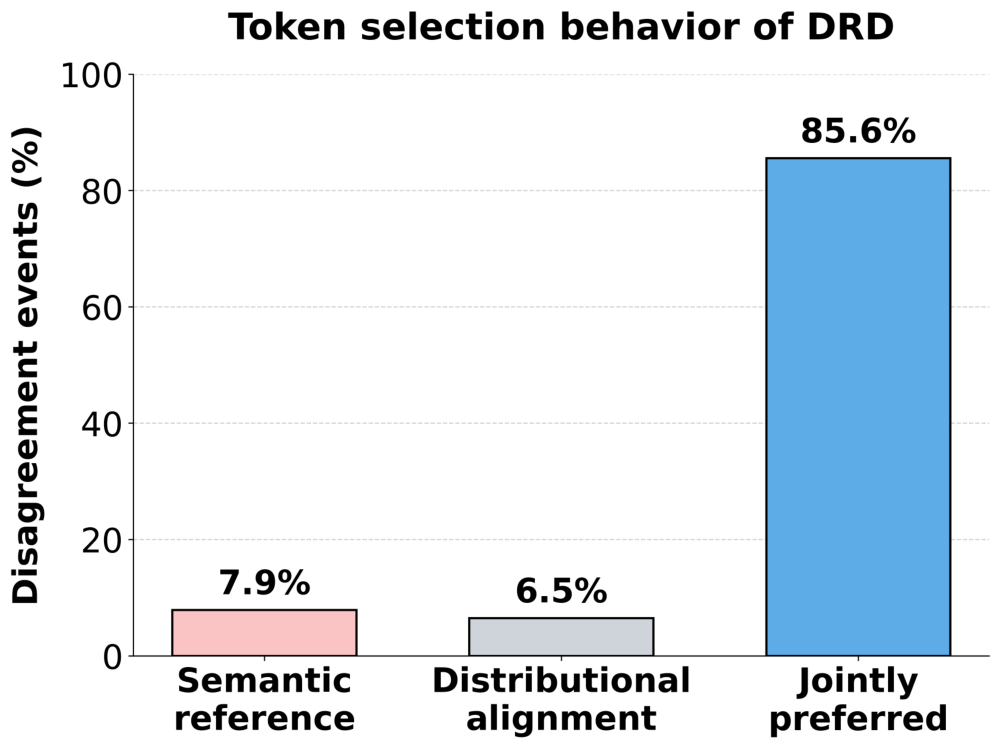 Token selection behavior of DRD
Disagreement events (%)
100
80
60
40
20
0
7.9%
6.5%
85.6%
Semantic
reference
Distributional
alignment
Jointly
preferred